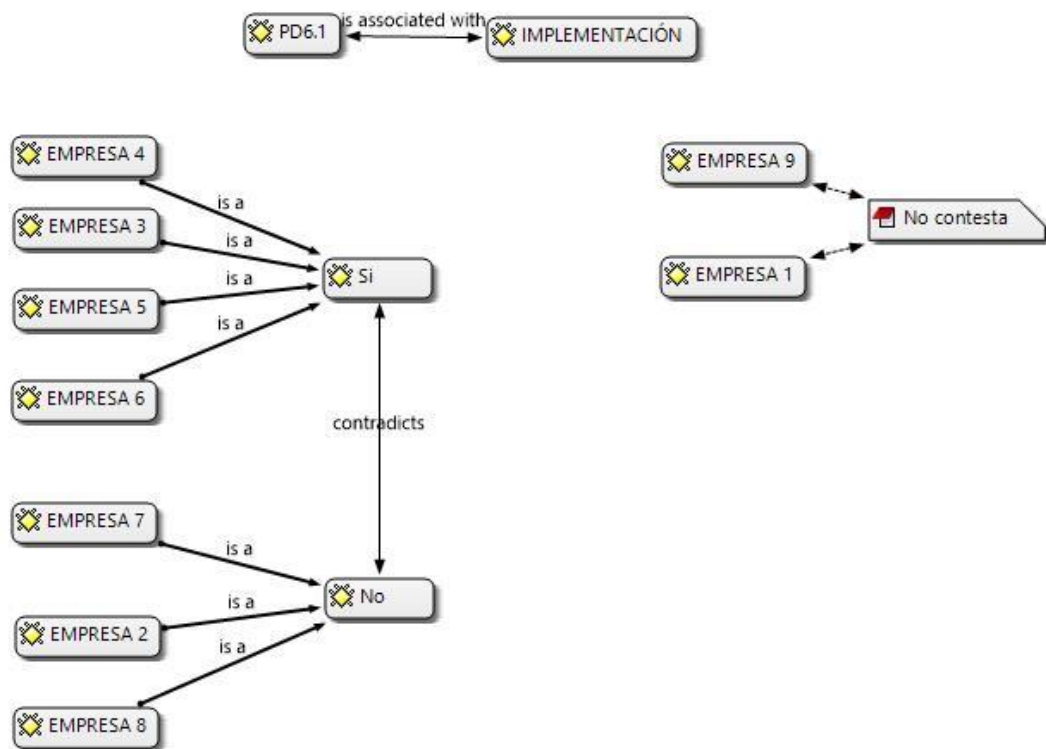 PD6.1
is associated with
IMPLEMENTACIÓN
EMPRESA 4
is a
EMPRESA 3
is a
EMPRESA 5
is a
EMPRESA 6
is a
Si
contradicts
EMPRESA 7
is a
EMPRESA 2
is a
EMPRESA 8
is a
No
EMPRESA 9
EMPRESA 1
No contesta